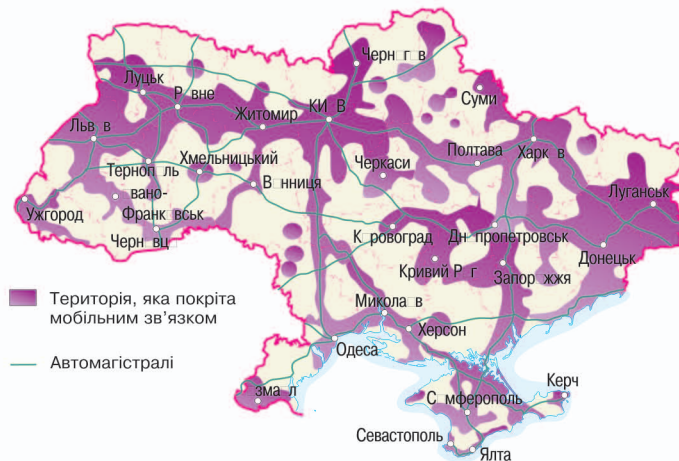 Черн г в
Луцьк
Р вне
Суми
КИ В
Житомир
Льв в
Полтава
Харк в
Терноп ль
Хмельницький
Черкаси
В нниця
вано-
Франк вськ
Луганськ
Ужгород
Черн вц
К ровоград
Дн пропетровськ
Донецьк
Кривий Р г
Запор жжя
Територія, яка покріта
мобільним зв’язком
Микола в
Херсон
Автомагістралі
Одеса
Керч
зма л
С мферополь
Севастополь
Ялта